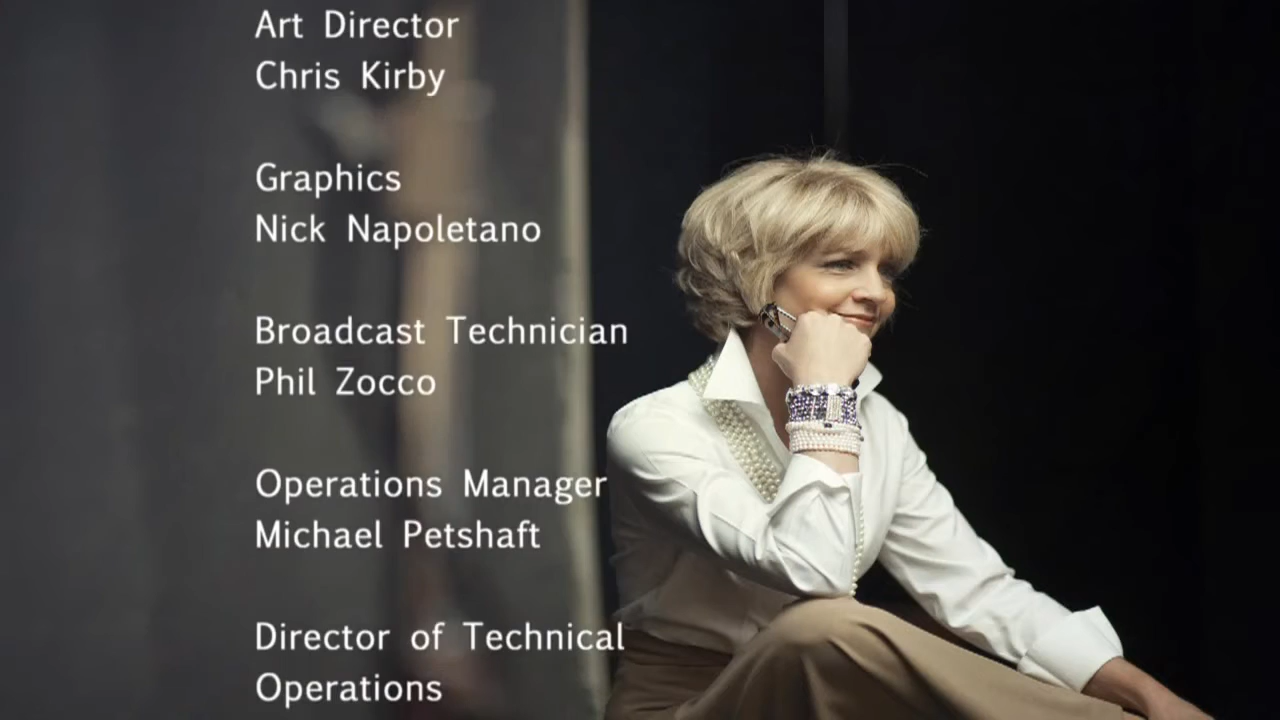 Art Director
Chris Kirby
Graphics
Nick Napoletano
Broadcast Technician
Phil Zocco
Operations Manager
Michael Petshaft
Director of Technical
Operations